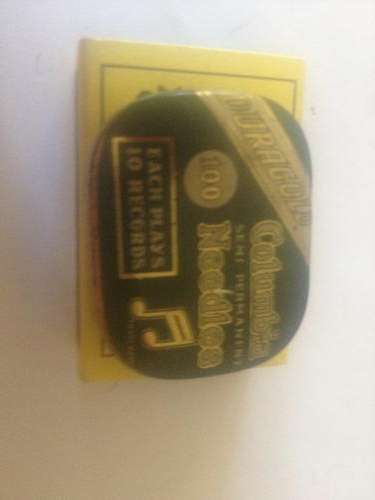 DURAGOLD
Columbia
SEMI PERMANENT
Needles
100
EACH PLAYS
10 RECORDS